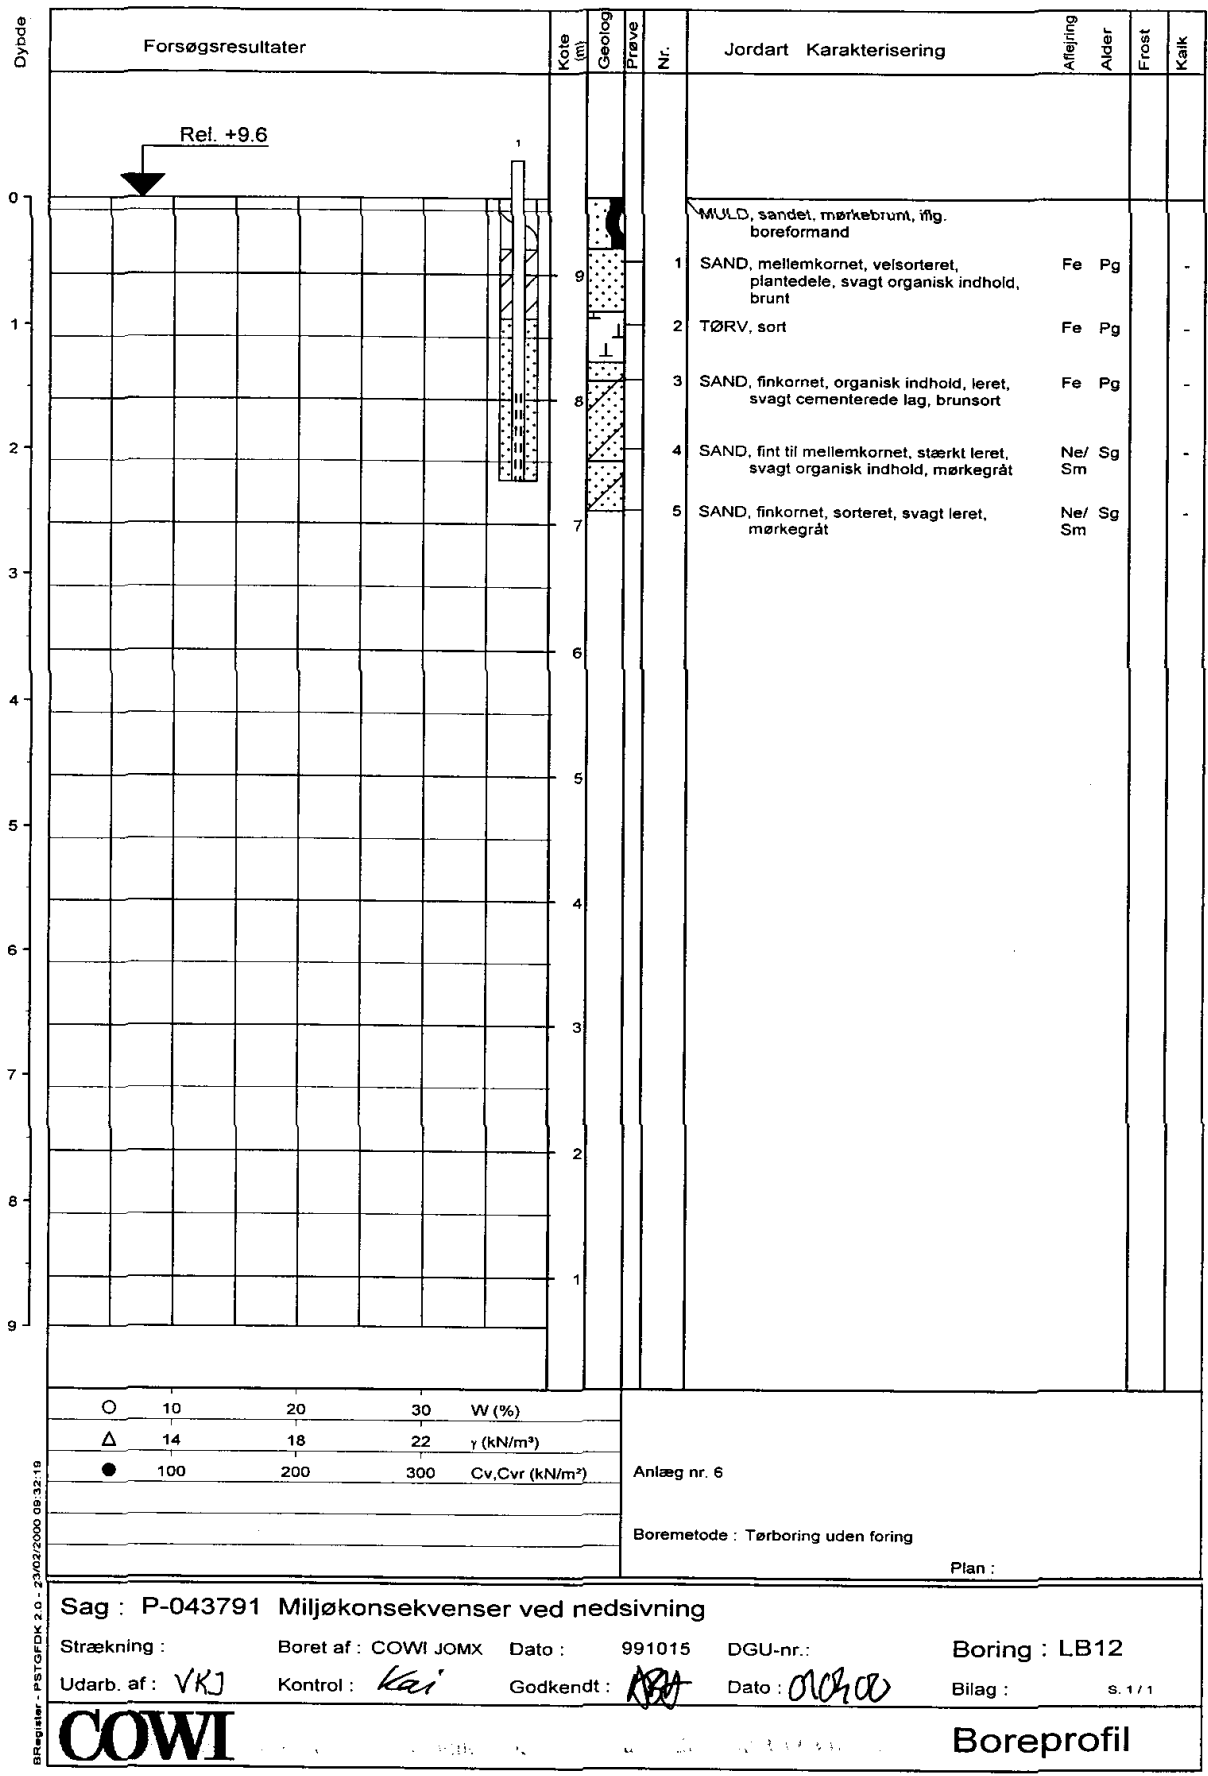 Dybde
Forsøgsresultater
Kote (m)
Geologi
Prøve
Nr.
Jordart Karakterisering
Aflejring
Alder
Frost
Kalk
Rel. +9.6
1
0
MULD, sandet, mørkebrunt, iflg.
boreformand
9
1 SAND, mellemkornet, velsorteret, Fe Pg -
plantedele, svagt organisk indhold,
brunt
1
2 TØRV, sort Fe Pg -
3 SAND, finkornet, organisk indhold, leret, Fe Pg -
svagt cementerede lag, brunsort
8
2
4 SAND, fint til mellemkornet, stærkt leret, Ne/ Sg -
svagt organisk indhold, mørkegråt Sm
5 SAND, finkornet, sorteret, svagt leret, Ne/ Sg -
mørkegråt Sm
7
3
6
4
5
5
4
6
3
7
2
8
1
9
10 20 30 W (%)
14 18 22 γ (kN/m³)
100 200 300 Cv,Cvr (kN/m²)
Anlæg nr. 6
Boremetode : Tørboring uden foring
Plan :
BRegister - PSTGFDK 2.0 - 23/02/2000 09:32:19
Sag : P-043791 Miljøkonsekvenser ved nedsivning
Strækning : Boret af : COWI JOMX Dato : 991015 DGU-nr.: Boring : LB12
Udarb. af : VKJ Kontrol : Kai Godkendt : Dato : Bilag : S. 1 / 1
COWI Boreprofil